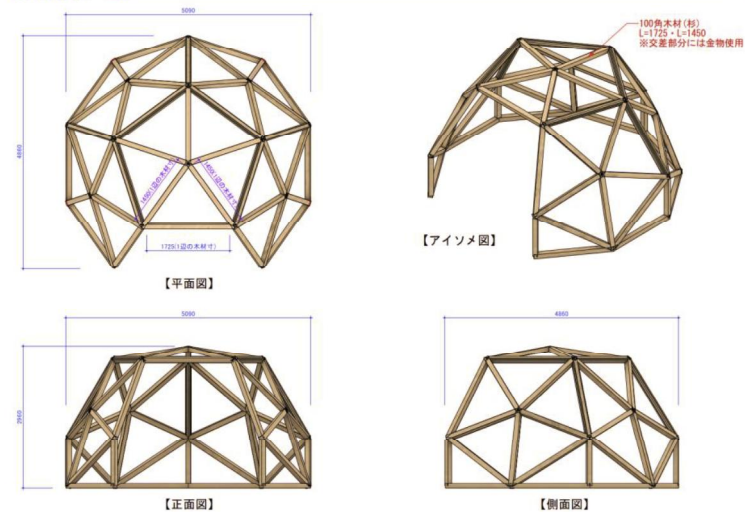 5090
100角木材(杉)
L=1725・L=1450
※交差部分には金物使用
4880
1450(1辺の木材寸)
1450(1辺の木材寸)
1725(1辺の木材寸)
【アイソメ図】
【平面図】
5090
4880
2960
【正面図】
【側面図】